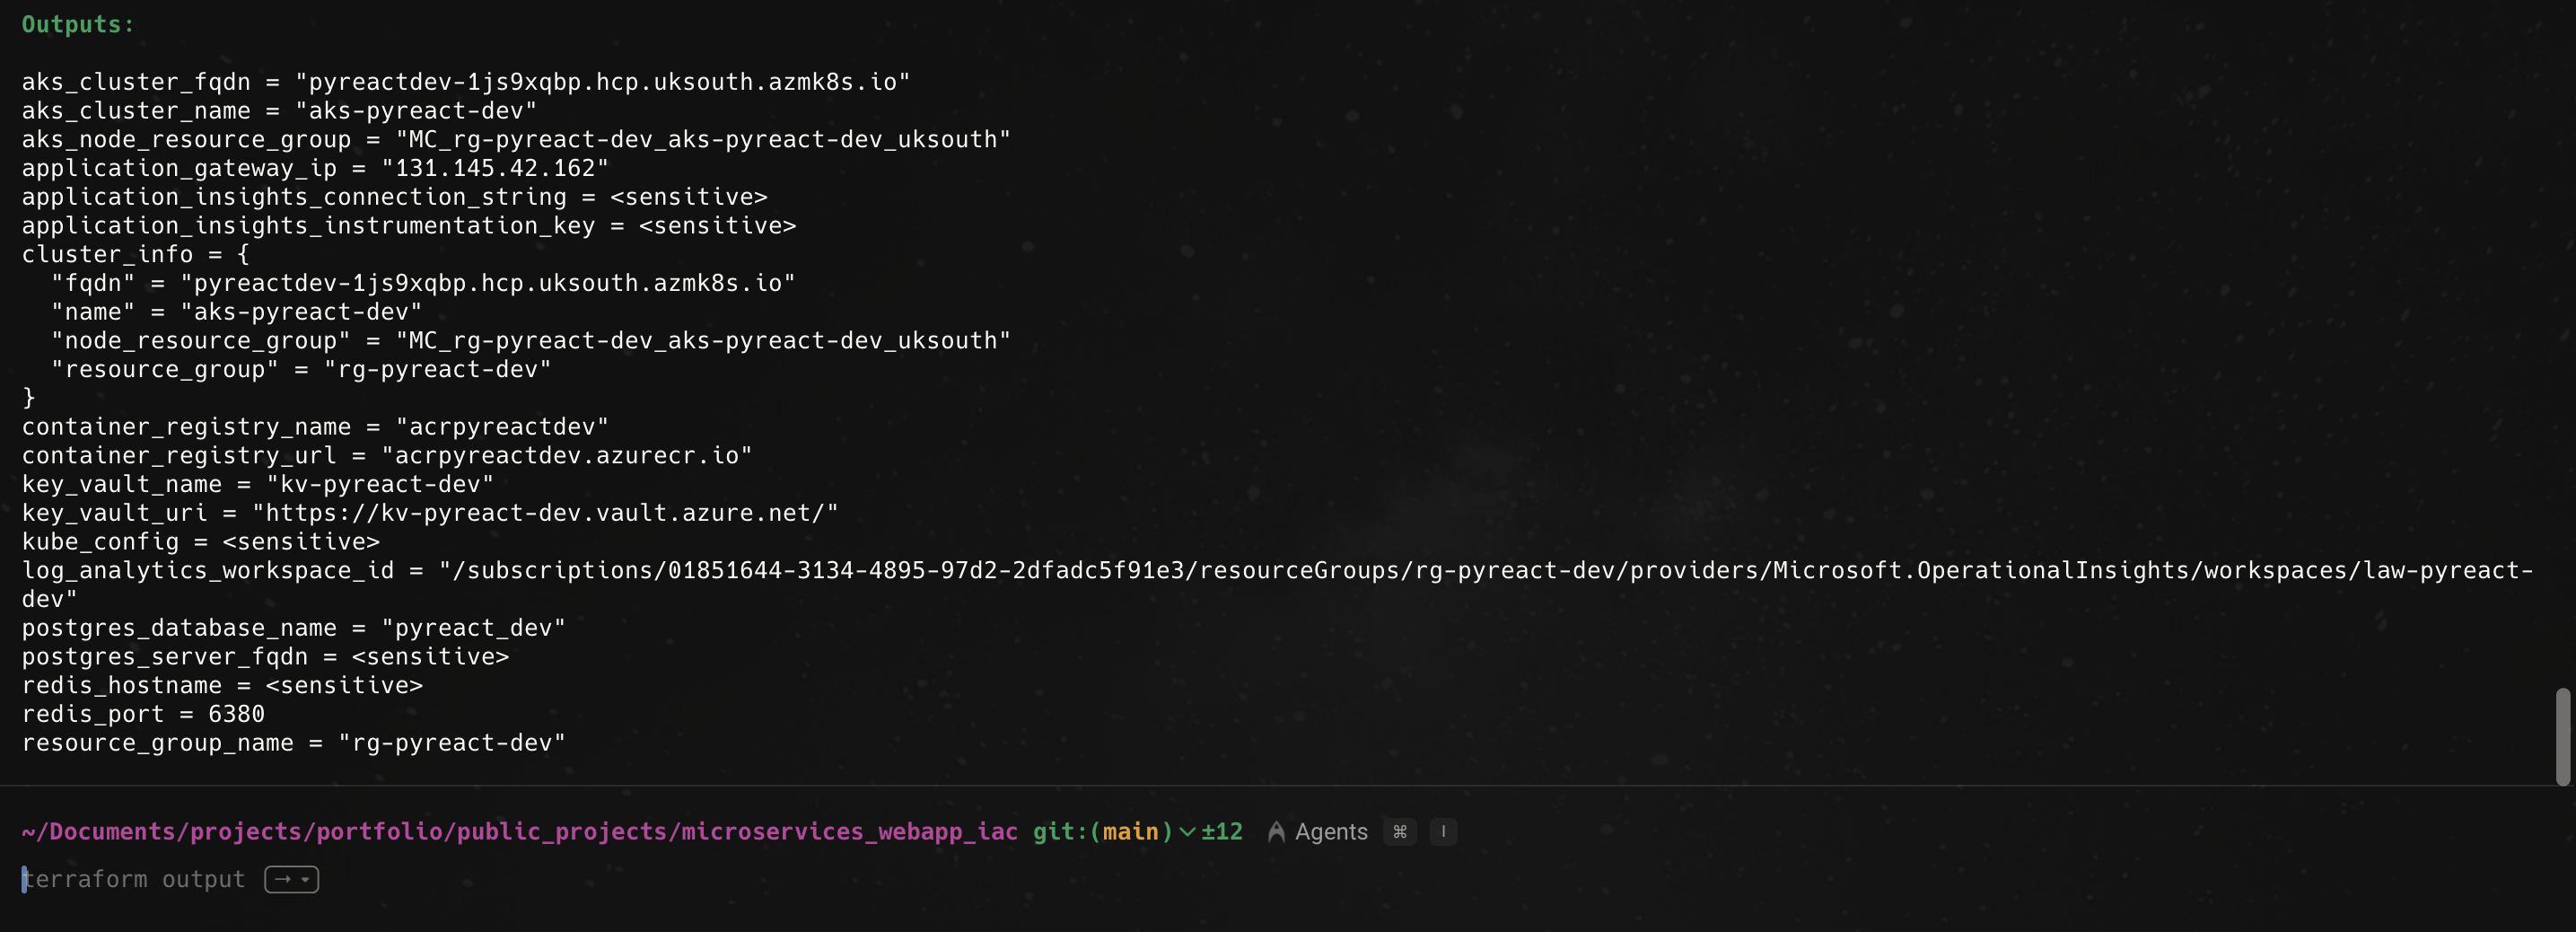 Outputs:
aks_cluster_fqdn = "pyreactdev-1js9xqbp.hcp.uksouth.azmk8s.io"
aks_cluster_name = "aks-pyreact-dev"
aks_node_resource_group = "MC_rg-pyreact-dev_aks-pyreact-dev_uksouth"
application_gateway_ip = "131.145.42.162"
application_insights_connection_string = <sensitive>
application_insights_instrumentation_key = <sensitive>
cluster_info = {
  "fqdn" = "pyreactdev-1js9xqbp.hcp.uksouth.azmk8s.io"
  "name" = "aks-pyreact-dev"
  "node_resource_group" = "MC_rg-pyreact-dev_aks-pyreact-dev_uksouth"
  "resource_group" = "rg-pyreact-dev"
}
container_registry_name = "acrpyreactdev"
container_registry_url = "acrpyreactdev.azurecr.io"
key_vault_name = "kv-pyreact-dev"
key_vault_uri = "https://kv-pyreact-dev.vault.azure.net/"
kube_config = <sensitive>
log_analytics_workspace_id = "/subscriptions/01851644-3134-4895-97d2-2dfadc5f91e3/resourceGroups/rg-pyreact-dev/providers/Microsoft.OperationalInsights/workspaces/law-pyreact-
dev"
postgres_database_name = "pyreact_dev"
postgres_server_fqdn = <sensitive>
redis_hostname = <sensitive>
redis_port = 6380
resource_group_name = "rg-pyreact-dev"
~/Documents/projects/portfolio/public_projects/microservices_webapp_iac git:(main) ±12 Agents ⌘ I
terraform output →